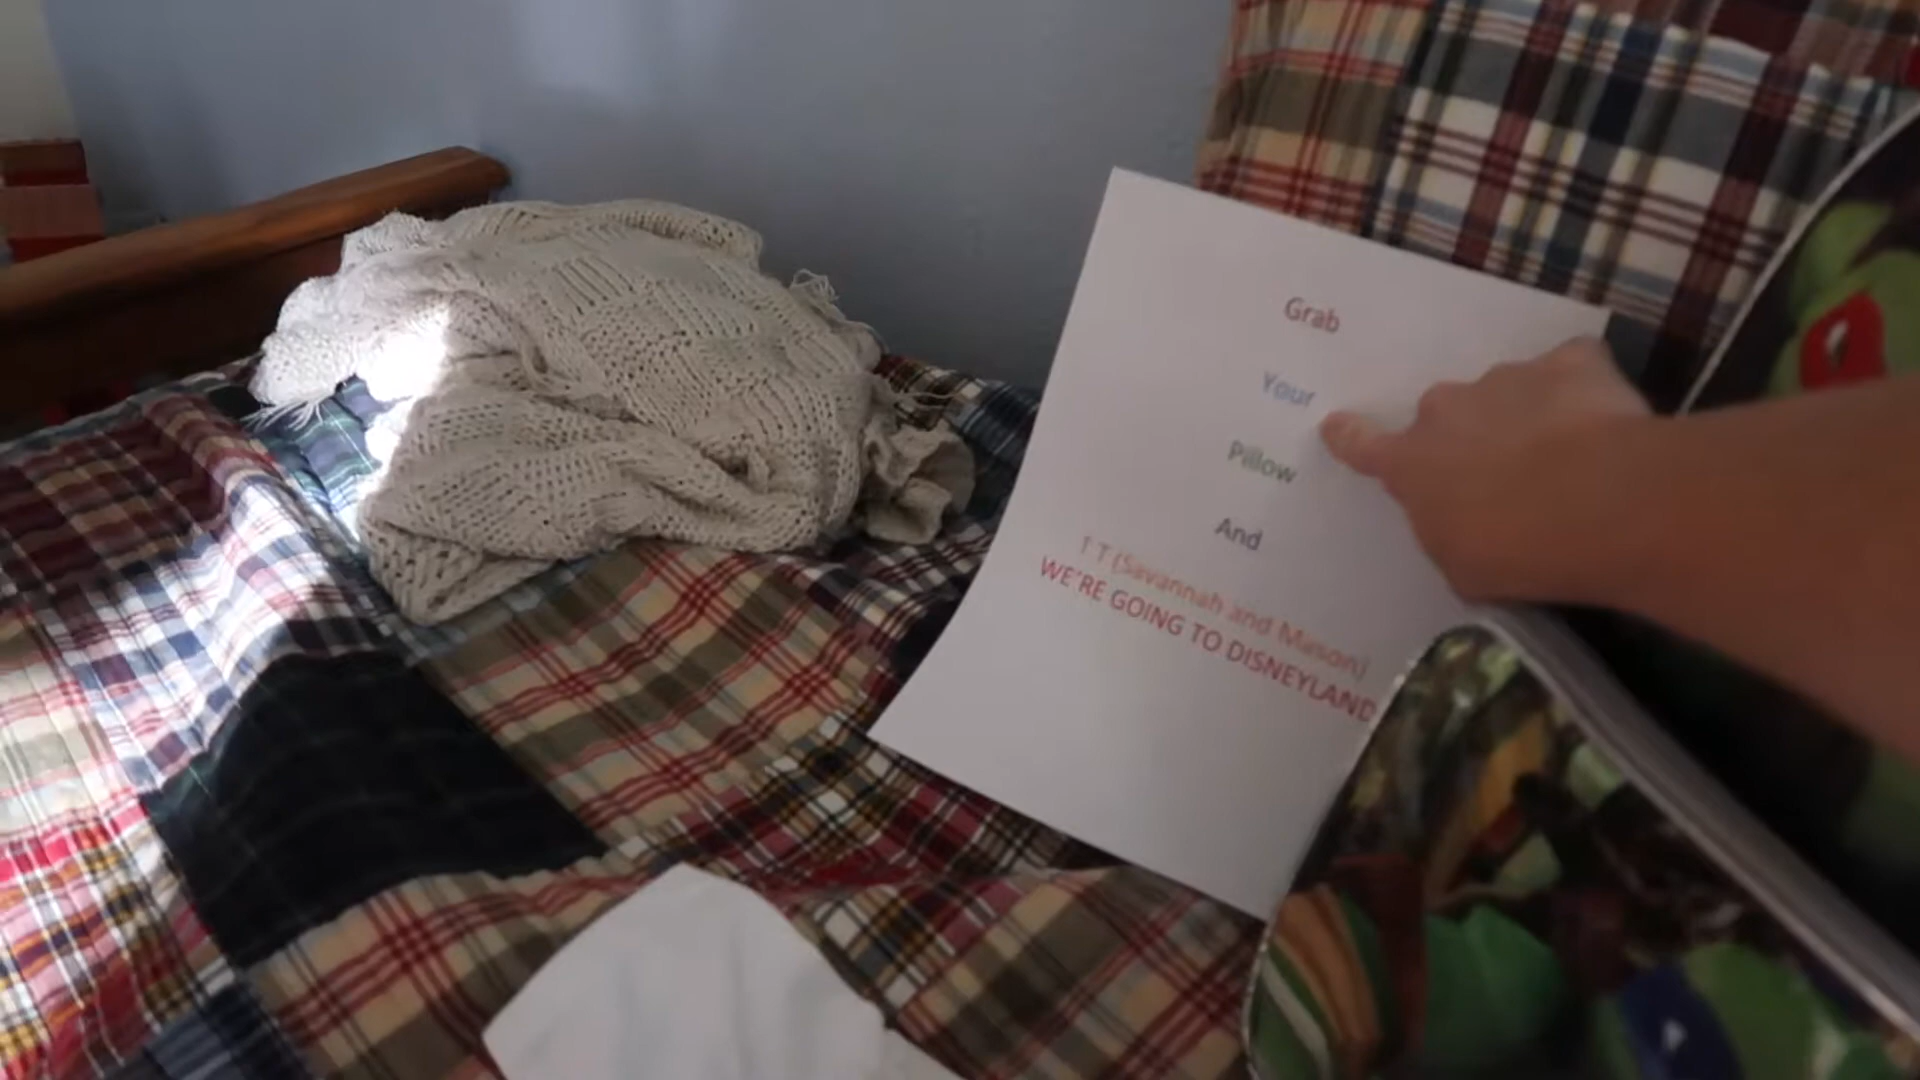 Grab
Your
Pillow
And
T T (Savannah and Mason)
WE'RE GOING TO DISNEYLAND